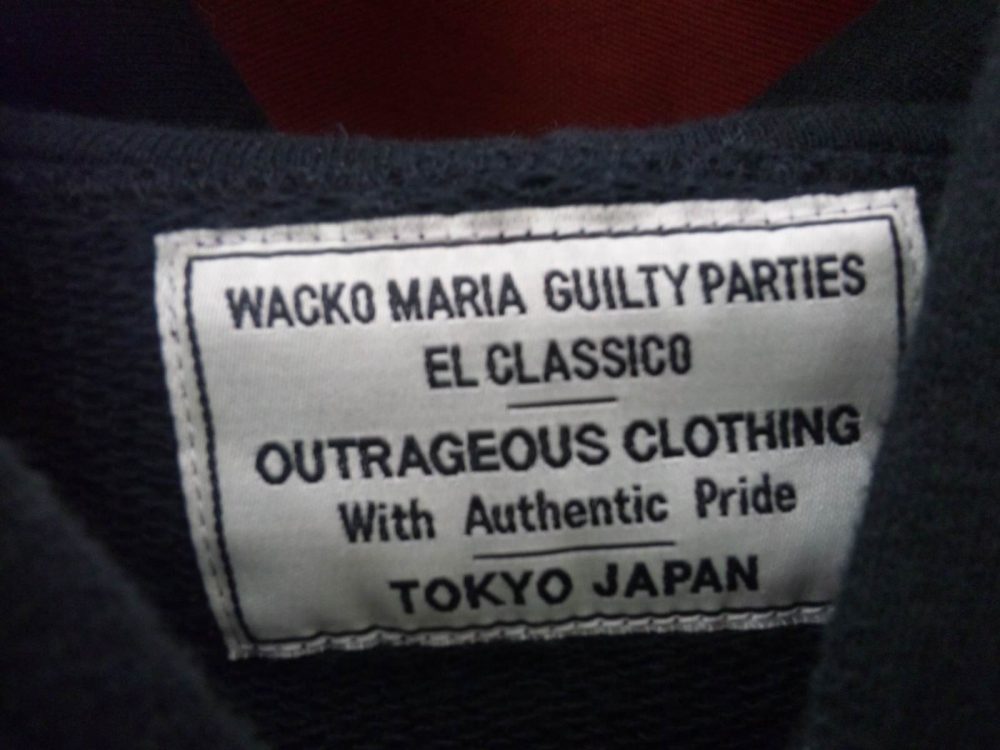 WACKO MARIA GUILTY PARTIES
EL CLASSICO
OUTRAGEOUS CLOTHING
With Authentic Pride
TOKYO JAPAN